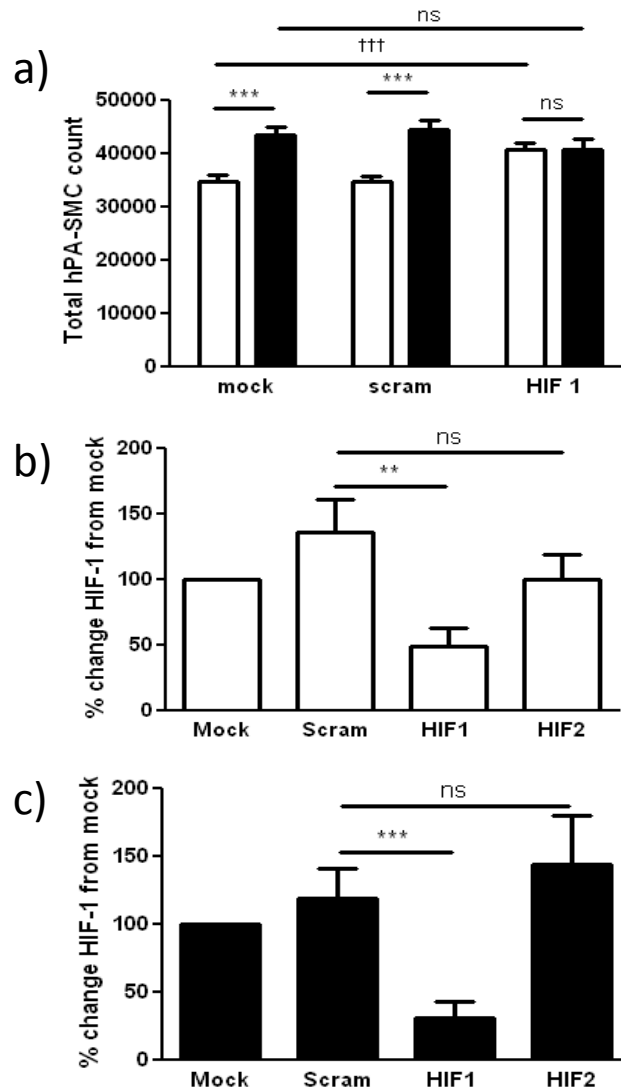 a)
ns
†††
***
***
ns
Total hPA-SMC count
50000
40000
30000
20000
10000
0
mock scram HIF 1
b)
ns
**
% change HIF-1 from mock
200
150
100
50
0
Mock Scram HIF1 HIF2
c)
ns
***
% change HIF-1 from mock
200
150
100
50
0
Mock Scram HIF1 HIF2